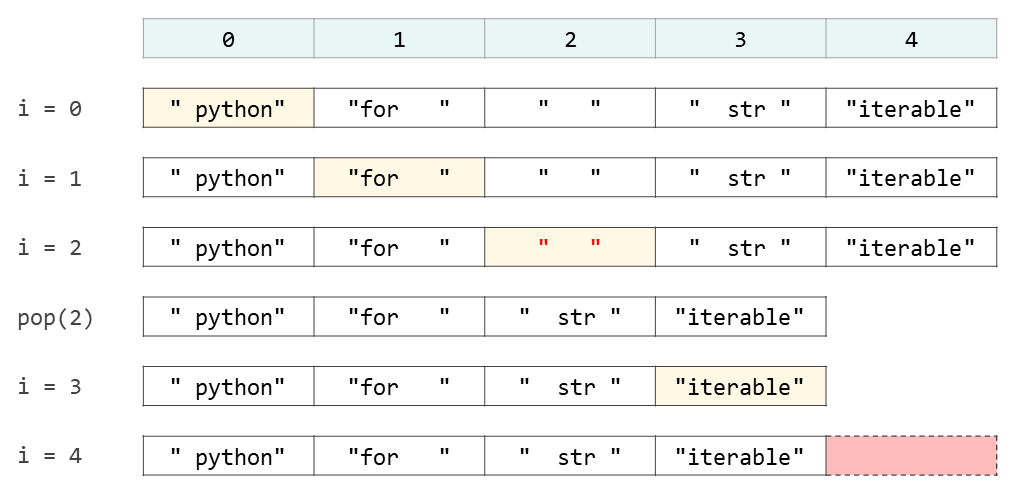 0 1 2 3 4
i = 0 " python" "for   " "   " "  str " "iterable"
i = 1 " python" "for   " "   " "  str " "iterable"
i = 2 " python" "for   " "   " "  str " "iterable"
pop(2) " python" "for   " "  str " "iterable"
i = 3 " python" "for   " "  str " "iterable"
i = 4 " python" "for   " "  str " "iterable"